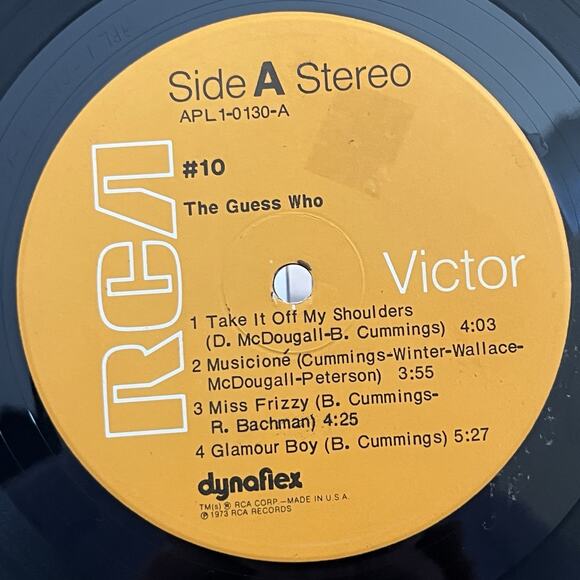 Side A Stereo
APL1-0130-A
#10
The Guess Who
RCA
Victor
1 Take It Off My Shoulders
(D. McDougall-B. Cummings) 4:03
2 Musicioné (Cummings-Winter-Wallace-
McDougall-Peterson) 3:55
3 Miss Frizzy (B. Cummings-
R. Bachman) 4:25
4 Glamour Boy (B. Cummings) 5:27
dynaflex
TM(s) ® RCA CORP—MADE IN U.S.A.
℗ 1973 RCA RECORDS